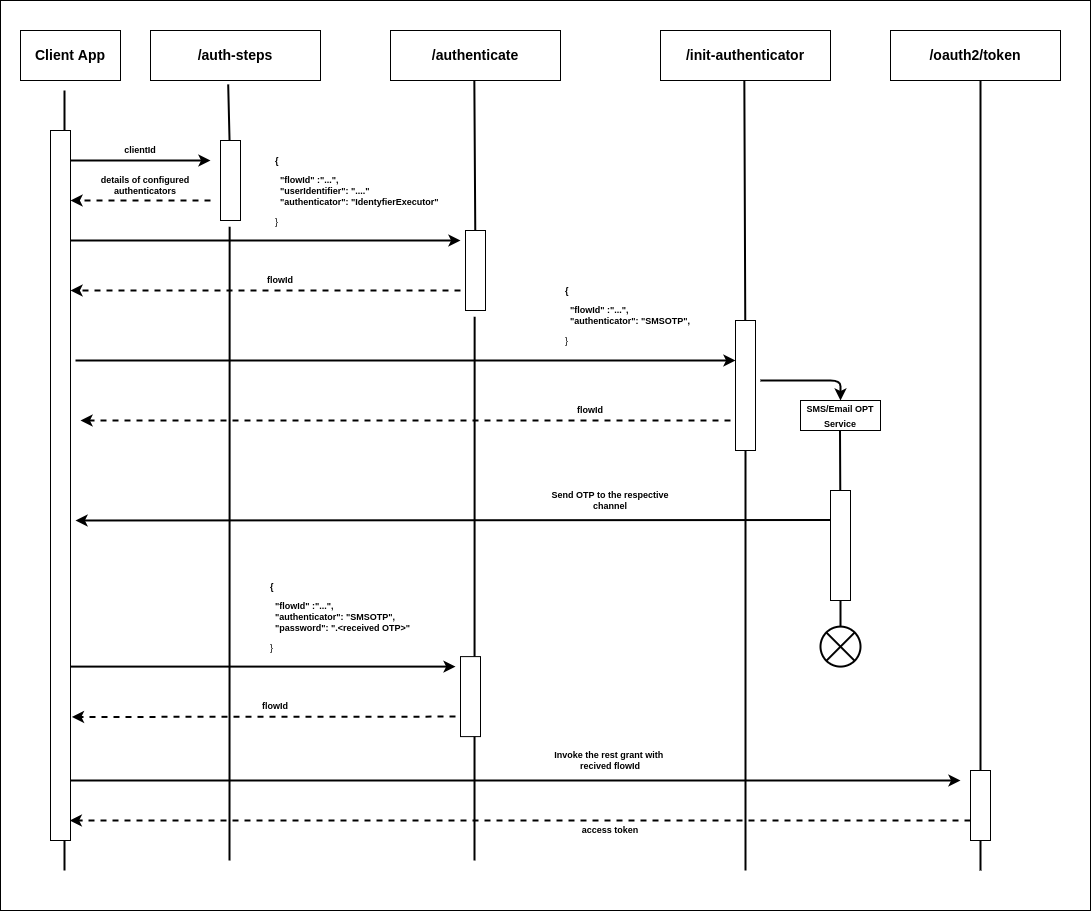 Client App
/auth-steps
/authenticate
/init-authenticator
/oauth2/token
clientId
details of configured
authenticators
{
"flowId" :"...",
"userIdentifier": "...."
"authenticator": "IdentyfierExecutor"
}
flowId
{
"flowId" :"...",
"authenticator": "SMSOTP",
}
flowId
SMS/Email OPT
Service
Send OTP to the respective
channel
{
"flowId" :"...",
"authenticator": "SMSOTP",
"password": ".<received OTP>"
}
flowId
Invoke the rest grant with
recived flowId
access token